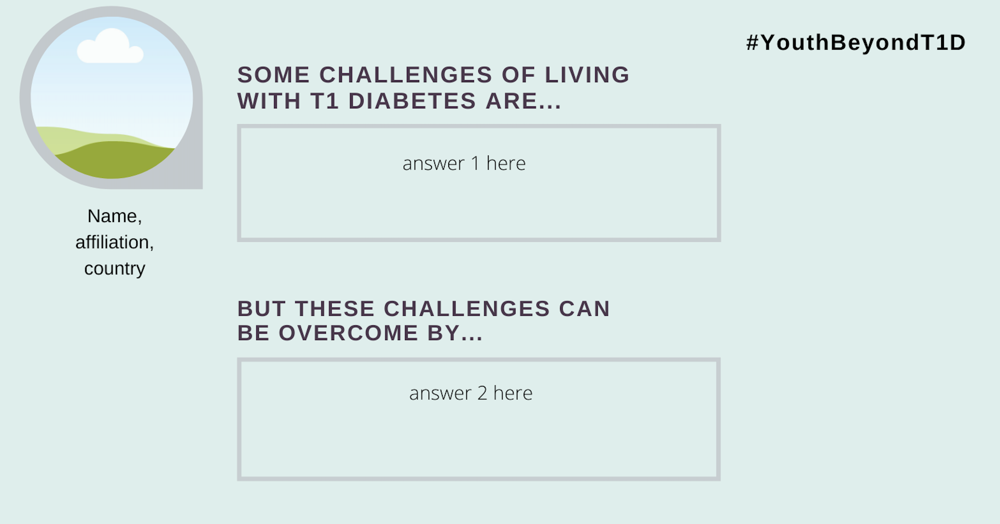 #YouthBeyondT1D
SOME CHALLENGES OF LIVING
WITH T1 DIABETES ARE...
answer 1 here
Name,
affiliation,
country
BUT THESE CHALLENGES CAN
BE OVERCOME BY...
answer 2 here